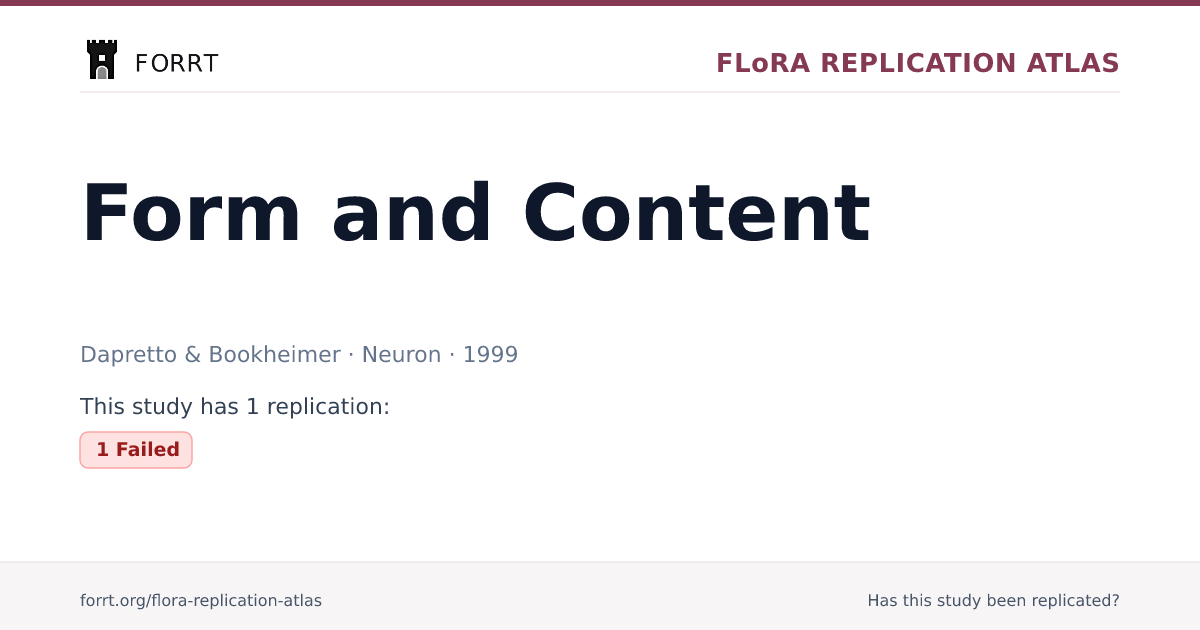 FORRT
FLoRA REPLICATION ATLAS
Form and Content
Dapretto & Bookheimer · Neuron · 1999
This study has 1 replication:
1 Failed
forrt.org/flora-replication-atlas
Has this study been replicated?